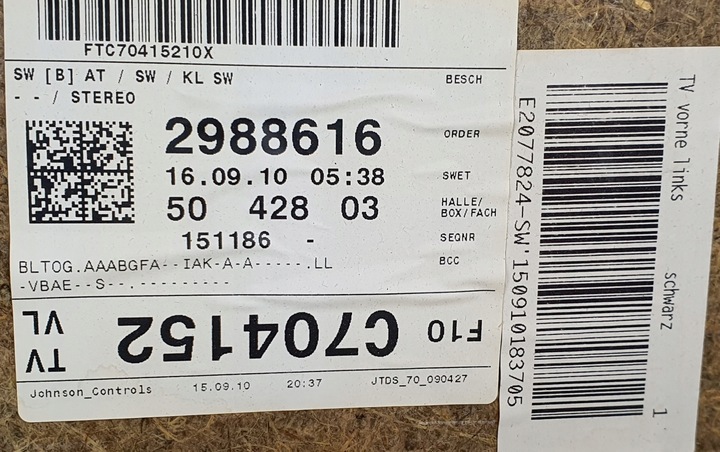 FTC70415210X
SW [B] AT / SW / KL SW BESCH
- - / STEREO
2988616 ORDER
16.09.10 05:38 SWET
50 428 03 HALLE/
BOX/FACH
151186 - SEQNR
BLTOG.AAABGFA--IAK-A-A-----.LL BCC
-VBAE--S--.----------
TV
VL
C704152
F10
Johnson_Controls 15.09.10 20:37 JTDS_70_090427
E2077824-SW'150910183705
TV vorne links schwarz 1